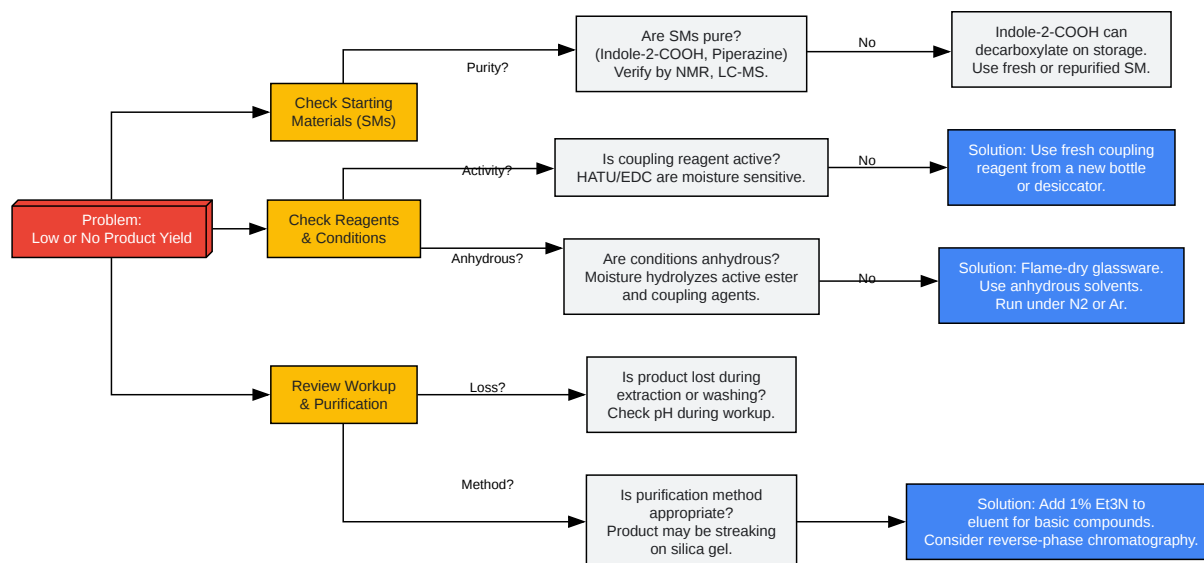 Are SMs pure?
(Indole-2-COOH, Piperazine)
Verify by NMR, LC-MS.
No
Indole-2-COOH can
decarboxylate on storage.
Use fresh or repurified SM.
Purity?
Check Starting
Materials (SMs)
Is coupling reagent active?
HATU/EDC are moisture sensitive.
No
Solution: Use fresh coupling
reagent from a new bottle
or desiccator.
Activity?
Problem:
Low or No Product Yield
Check Reagents
& Conditions
Anhydrous?
Are conditions anhydrous?
Moisture hydrolyzes active ester
and coupling agents.
No
Solution: Flame-dry glassware.
Use anhydrous solvents.
Run under N2 or Ar.
Review Workup
& Purification
Loss?
Is product lost during
extraction or washing?
Check pH during workup.
Method?
Is purification method
appropriate?
Product may be streaking
on silica gel.
Solution: Add 1% Et3N to
eluent for basic compounds.
Consider reverse-phase chromatography.